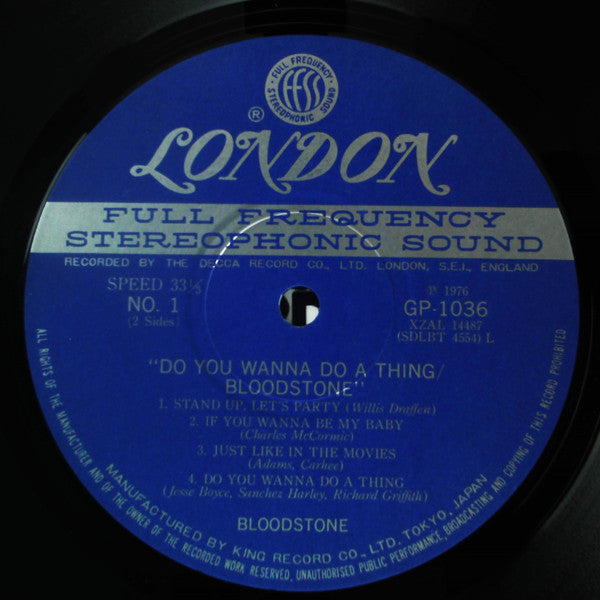 FULL FREQUENCY
ffss
STEREOPHONIC SOUND
®
LONDON
FULL FREQUENCY
STEREOPHONIC SOUND
RECORDED BY THE DECCA RECORD CO., LTD. LONDON, S.E.I., ENGLAND
SPEED 33⅓
NO. 1
(2 Sides)
℗ 1976
GP-1036
XZAL 14487
(SDLBT 4554) L
"DO YOU WANNA DO A THING/
BLOODSTONE"
1. STAND UP, LET'S PARTY (Willis Draffen)
2. IF YOU WANNA BE MY BABY
(Charles McCormic)
3. JUST LIKE IN THE MOVIES
(Adams, Carhee)
4. DO YOU WANNA DO A THING
(Jesse Boyce, Sanchez Harley, Richard Griffith)
BLOODSTONE
MANUFACTURED BY KING RECORD CO., LTD. TOKYO, JAPAN
ALL RIGHTS OF THE MANUFACTURER AND OF THE OWNER OF THE RECORDED WORK RESERVED, UNAUTHORISED PUBLIC PERFORMANCE, BROADCASTING AND COPYING OF THIS RECORD PROHIBITED